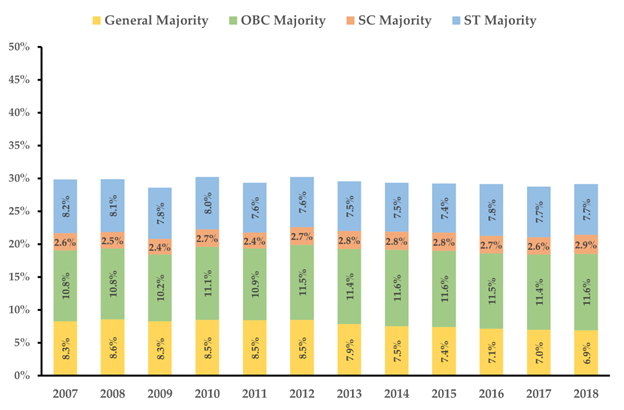 General Majority OBC Majority SC Majority ST Majority
50%
45%
40%
35%
30%
25%
20%
15%
10%
5%
0%
8.2% 8.1% 7.8% 8.0% 7.6% 7.6% 7.5% 7.5% 7.4% 7.8% 7.7% 7.7%
2.6% 2.5% 2.4% 2.7% 2.4% 2.7% 2.8% 2.8% 2.8% 2.7% 2.6% 2.9%
10.8% 10.8% 10.2% 11.1% 10.9% 11.5% 11.4% 11.6% 11.6% 11.5% 11.4% 11.6%
8.3% 8.6% 8.3% 8.5% 8.5% 8.5% 7.9% 7.5% 7.4% 7.1% 7.0% 6.9%
2007 2008 2009 2010 2011 2012 2013 2014 2015 2016 2017 2018